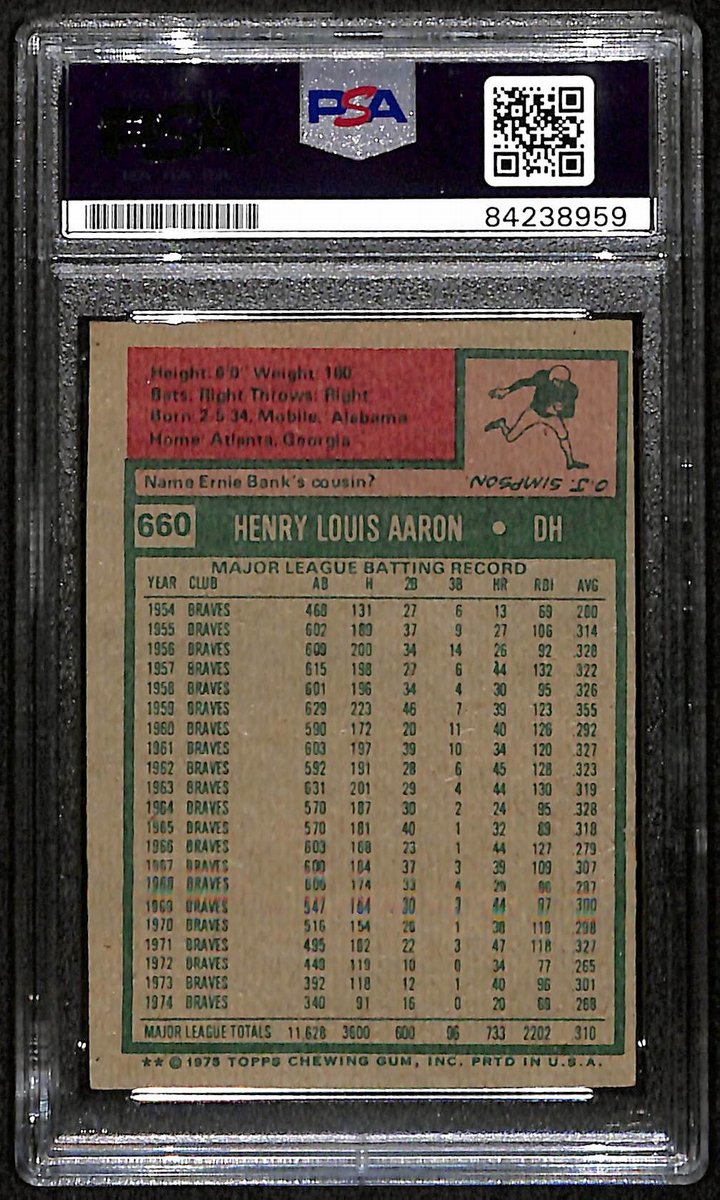 PSA
84238959
Height: 6'0" Weight: 180
Bats: Right Throws: Right
Born: 2-5-34, Mobile, Alabama
Home: Atlanta, Georgia
Name Ernie Bank's cousin?
O.J. SIMPSON
660 HENRY LOUIS AARON • DH
MAJOR LEAGUE BATTING RECORD
YEAR CLUB AB H 2B 3B HR RBI AVG
1954 BRAVES 468 131 27 6 13 69 280
1955 BRAVES 602 189 37 9 27 106 .314
1956 BRAVES 609 200 34 14 26 92 .328
1957 BRAVES 615 198 27 6 44 132 .322
1958 BRAVES 601 196 34 4 30 95 .326
1959 BRAVES 629 223 46 7 39 123 .355
1960 BRAVES 590 172 20 11 40 126 .292
1961 BRAVES 603 197 39 10 34 120 .327
1962 BRAVES 592 191 28 6 45 128 .323
1963 BRAVES 631 201 29 4 44 130 .319
1964 BRAVES 570 187 30 2 24 95 .328
1965 BRAVES 570 181 40 1 32 89 .318
1966 BRAVES 603 168 23 1 44 127 .279
1967 BRAVES 600 184 37 3 39 109 .307
1968 BRAVES 606 174 33 4 29 86 .287
1969 BRAVES 547 164 30 3 44 97 .300
1970 BRAVES 516 154 26 1 38 118 .298
1971 BRAVES 495 162 22 3 47 118 .327
1972 BRAVES 449 119 10 0 34 77 .265
1973 BRAVES 392 118 12 1 40 96 .301
1974 BRAVES 340 91 16 0 20 69 .268
MAJOR LEAGUE TOTALS 11,628 3600 600 96 733 2202 .310
** © 1975 TOPPS CHEWING GUM, INC. PRTD IN U.S.A.